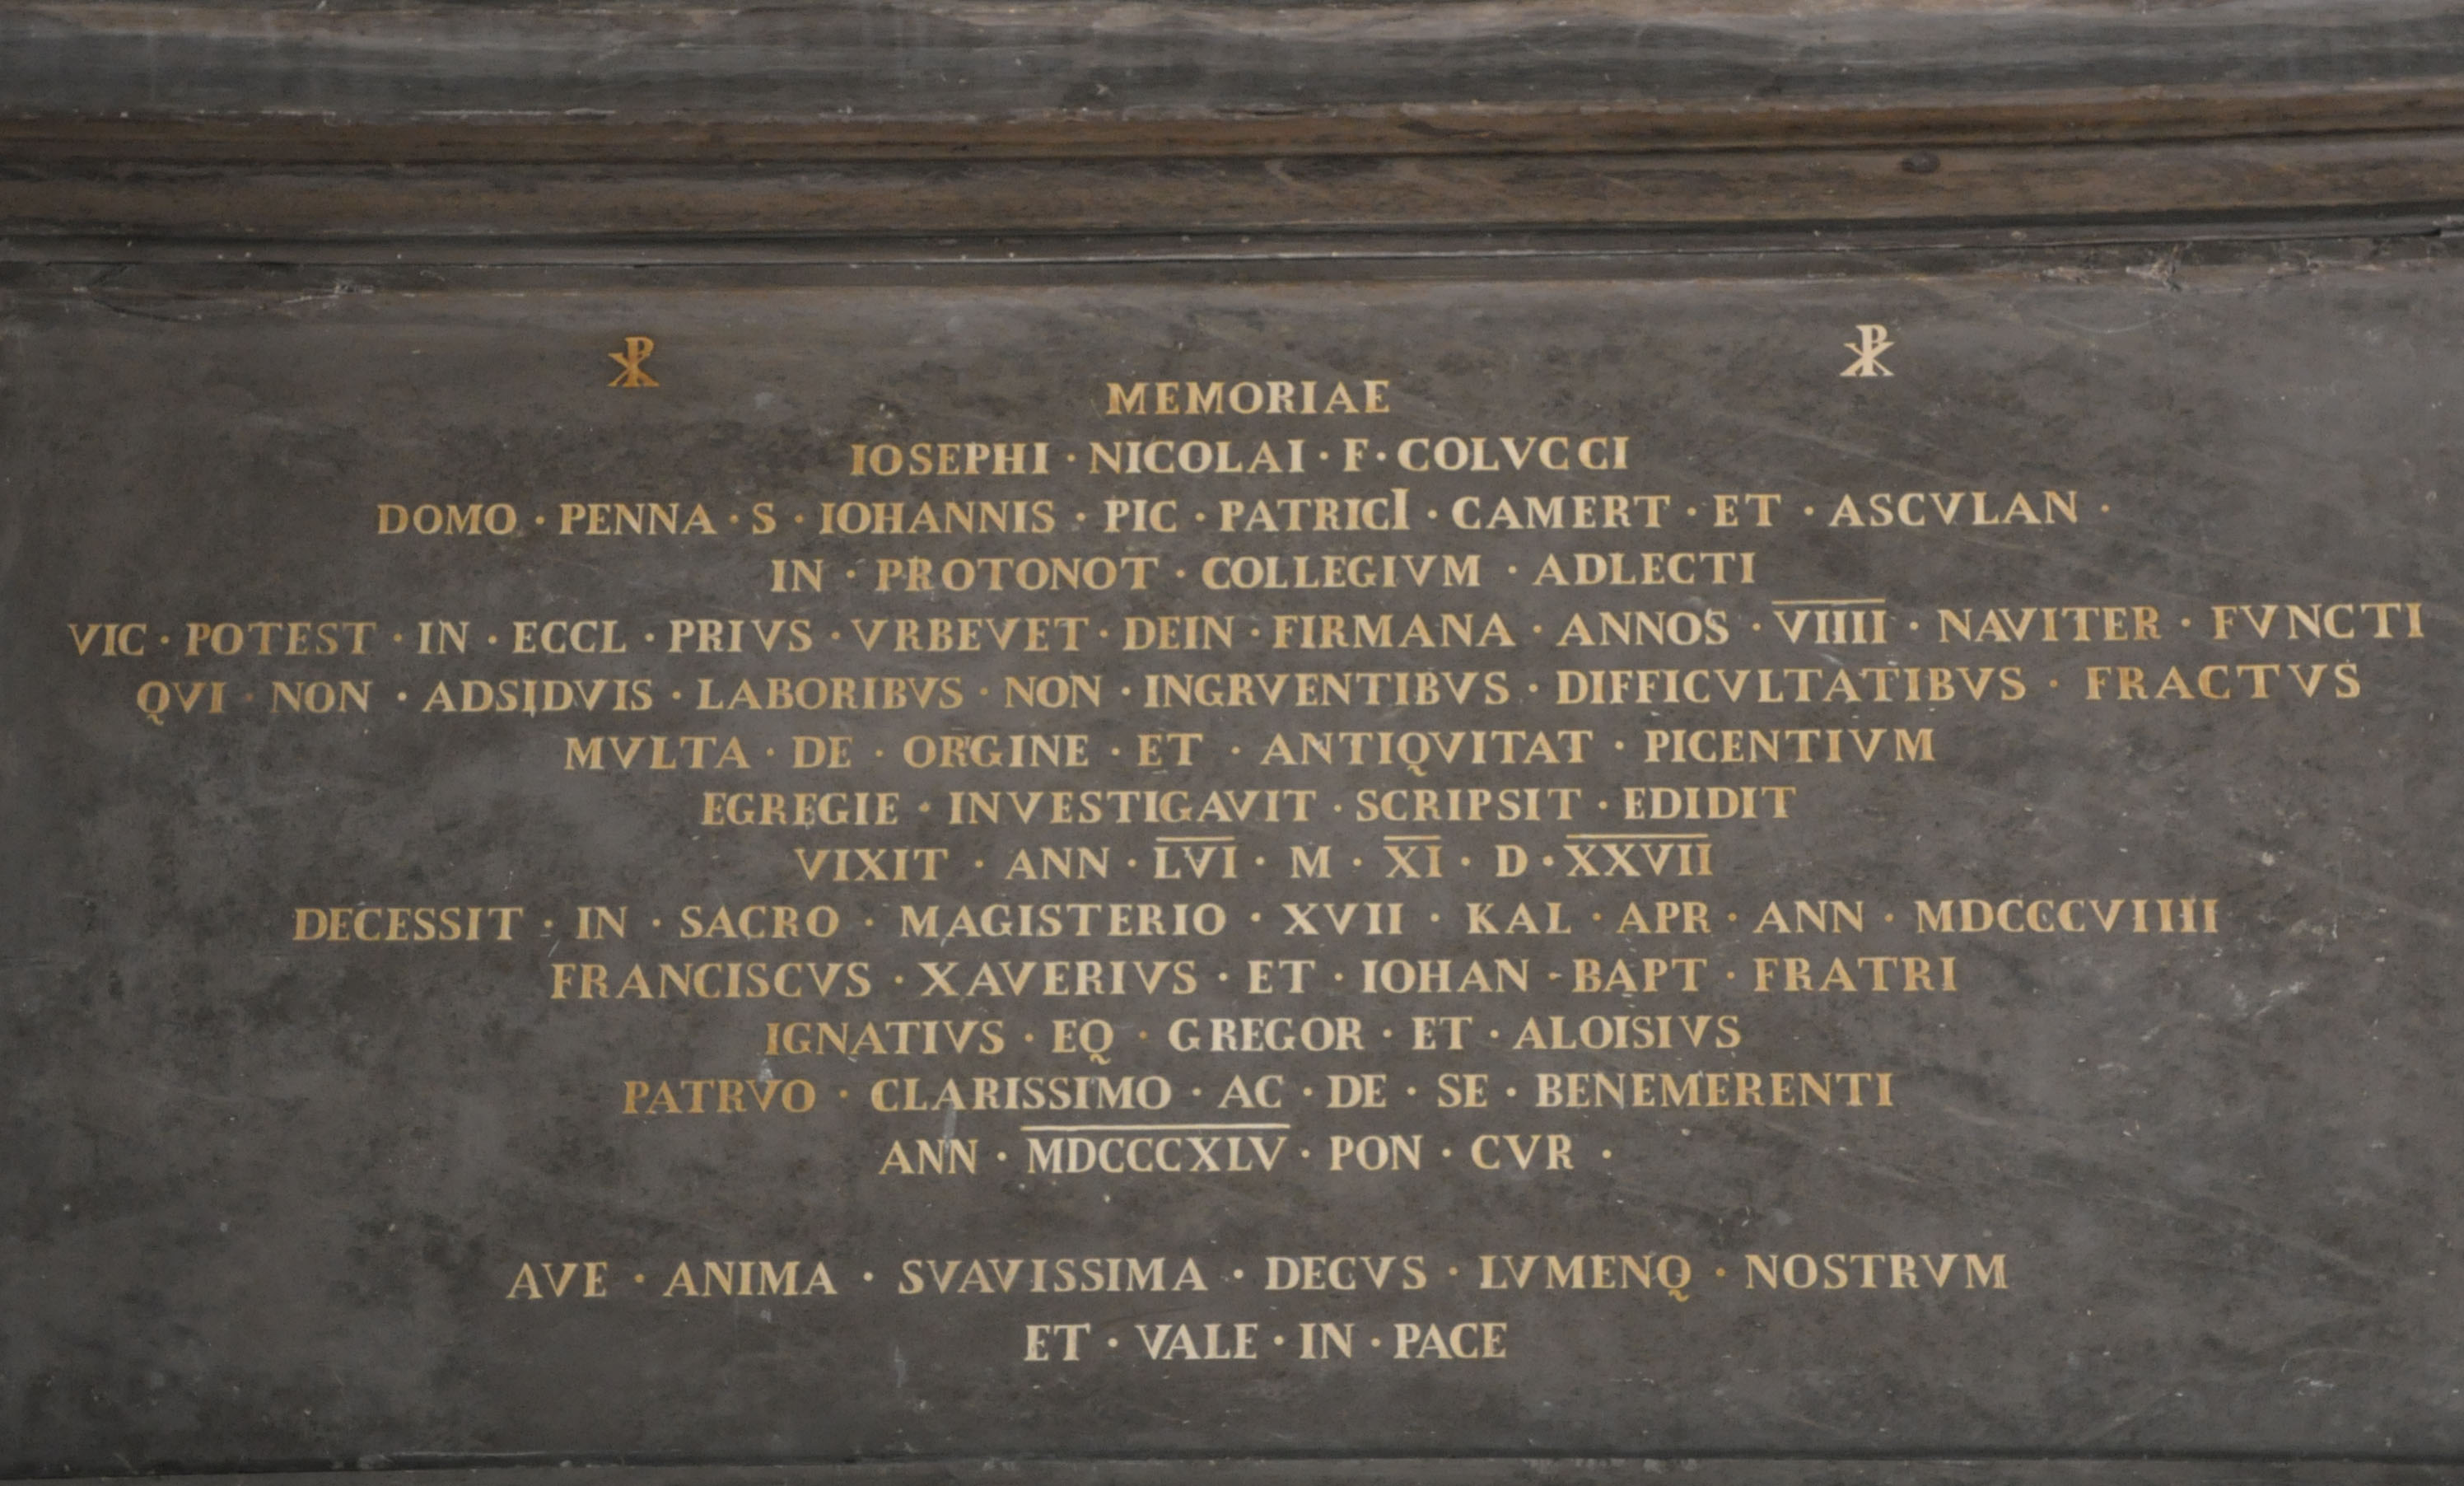 ☧ ☧
MEMORIAE
IOSEPHI · NICOLAI · F · COLVCCI
DOMO · PENNA · S · IOHANNIS · PIC · PATRICI · CAMERT · ET · ASCVLAN ·
IN · PROTONOT · COLLEGIVM · ADLECTI
VIC · POTEST · IN · ECCL · PRIVS · VRBEVET · DEIN · FIRMANA · ANNOS · VIIII · NAVITER · FVNCTI
QVI · NON · ADSIDVIS · LABORIBVS · NON · INGRVENTIBVS · DIFFICVLTATIBVS · FRACTVS
MVLTA · DE · ORGINE · ET · ANTIQVITAT · PICENTIVM
EGREGIE · INVESTIGAVIT · SCRIPSIT · EDIDIT
VIXIT · ANN · LVI · M · XI · D · XXVII
DECESSIT · IN · SACRO · MAGISTERIO · XVII · KAL · APR · ANN · MDCCCVIIII
FRANCISCVS · XAVERIVS · ET · IOHAN - BAPT · FRATRI
IGNATIVS · EQ · GREGOR · ET · ALOISIVS
PATRVO · CLARISSIMO · AC · DE · SE · BENEMERENTI
ANN · MDCCCXLV · PON · CVR ·
AVE · ANIMA · SVAVISSIMA · DECVS · LVMENQ · NOSTRVM
ET · VALE · IN · PACE